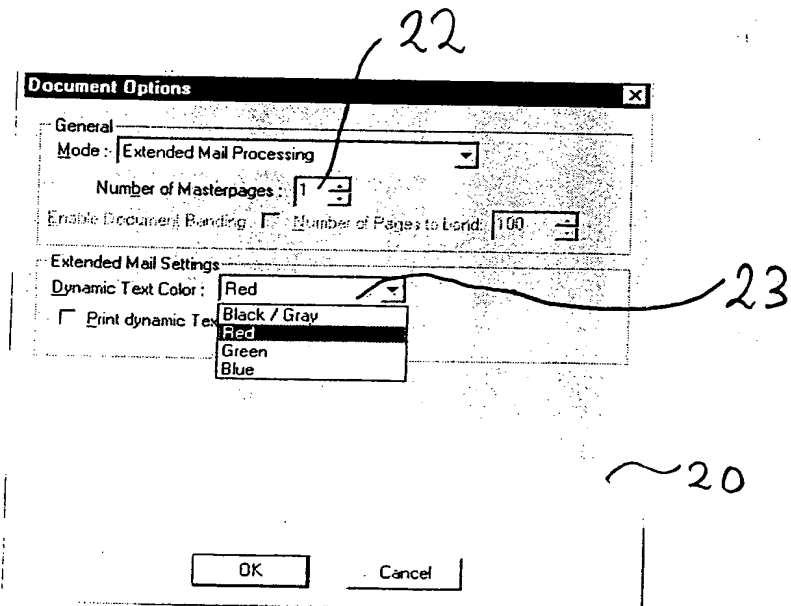 22
Document Options
General
Mode: Extended Mail Processing
Number of Masterpages: 1
Enable Document Banding Number of Pages to band: 100
Extended Mail Settings
Dynamic Text Color: Red
23
Print dynamic Tex
Black / Gray
Red
Green
Blue
20
OK Cancel